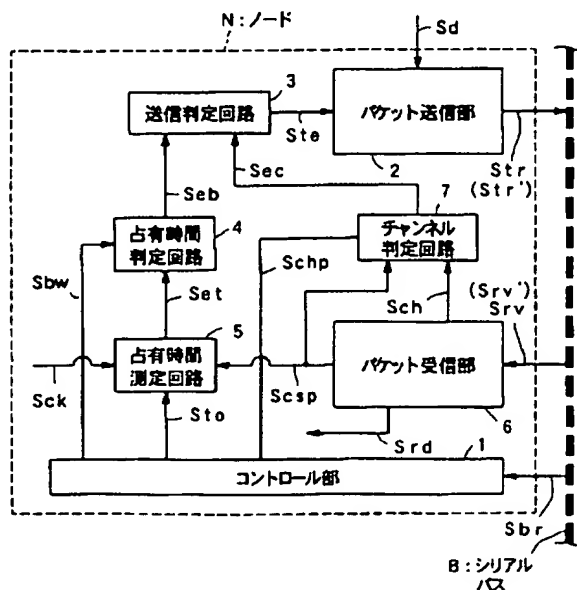 N:ノード
Sd
3
送信判定回路
Ste
パケット送信部
2
Str
(Str')
Sec
Seb
7
チャンネル
判定回路
4
占有時間
判定回路
Sbw
Schp
Set
Sch
(Srv')
Srv
5
占有時間
測定回路
Sck
Scsp
パケット受信部
6
Sto
Srd
1
コントロール部
Sbr
B:シリアル
バス